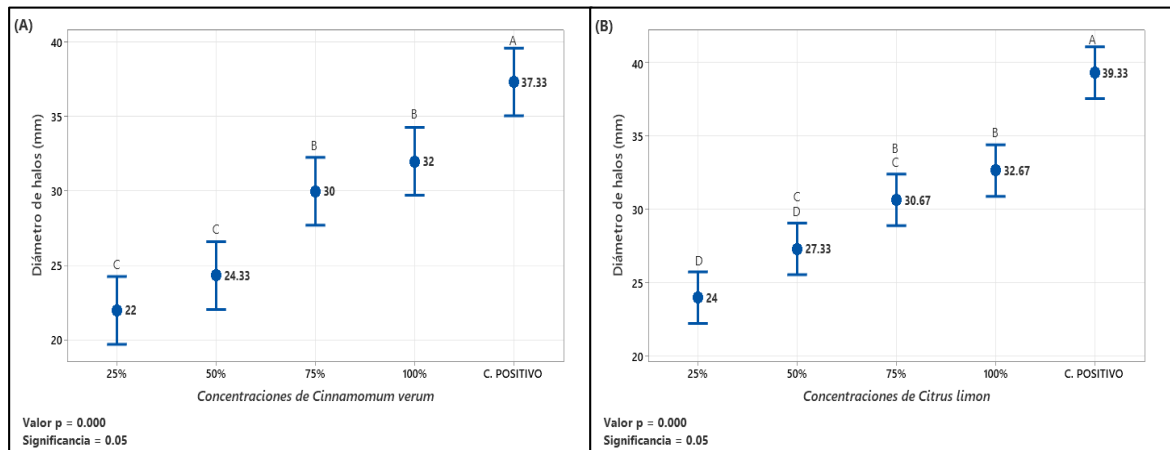 (A)
Diámetro de halos (mm)
40
35
30
25
20
C
22
C
24.33
B
30
B
32
A
37.33
25%
50%
75%
100%
C. POSITIVO
Concentraciones de Cinnamomum verum
Valor p = 0.000
Significancia = 0.05
(B)
Diámetro de halos (mm)
40
35
30
25
20
D
24
C
D
27.33
B
C
30.67
B
32.67
A
39.33
25%
50%
75%
100%
C. POSITIVO
Concentraciones de Citrus limon
Valor p = 0.000
Significancia = 0.05